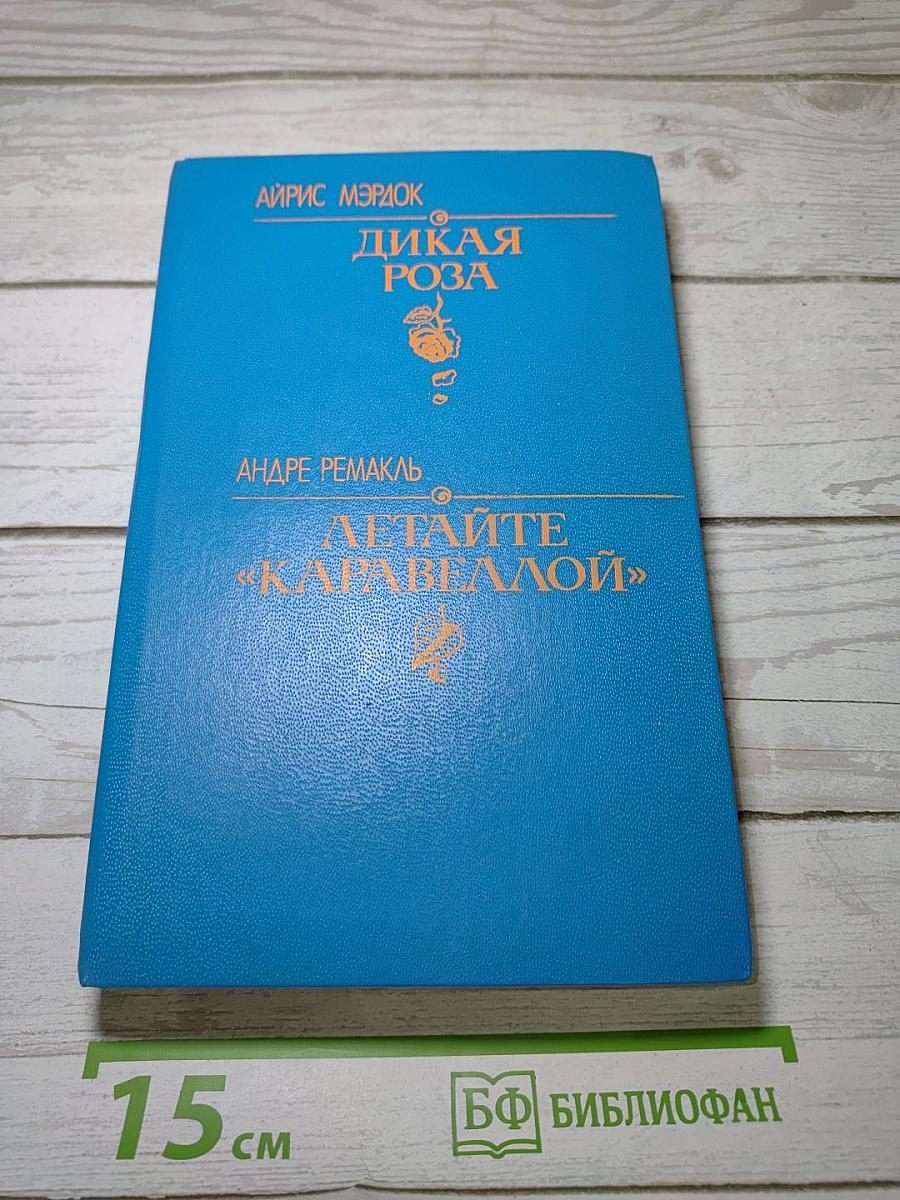 АЙРИС МЭРДОК
ДИКАЯ
РОЗА
АНДРЕ РЕМАКЛЬ
ЛЕТАЙТЕ
«КАРАВЕЛЛОЙ»
15 см
БФ БИБЛИОФАН